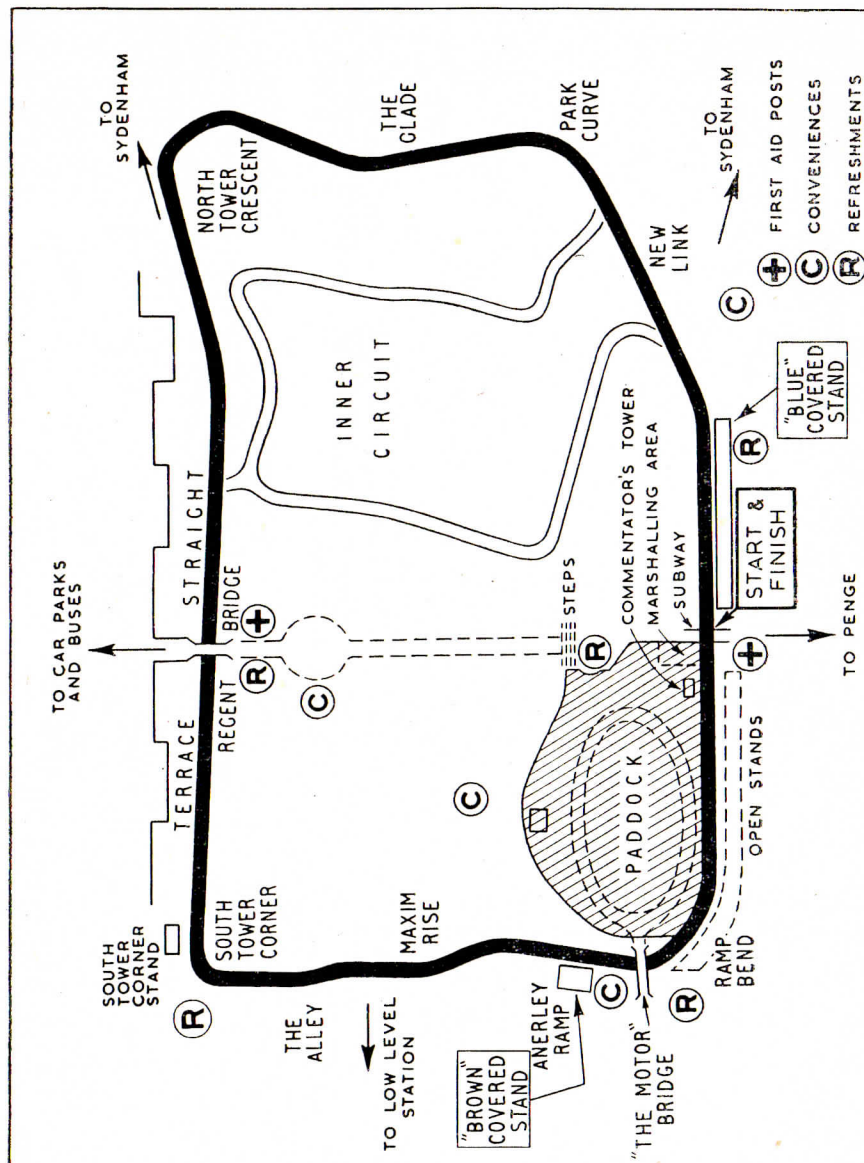 TO
SYDENHAM
NORTH
TOWER
CRESCENT
THE
GLADE
PARK
CURVE
NEW
LINK
TO
SYDENHAM
INNER
CIRCUIT
TO CAR PARKS
AND BUSES
TERRACE STRAIGHT
REGENT BRIDGE
R
+
C
C
STEPS
R
COMMENTATOR'S TOWER
MARSHALLING AREA
SUBWAY
START &
FINISH
"BLUE"
COVERED
STAND
R
C
+ FIRST AID POSTS
C CONVENIENCES
R REFRESHMENTS
TO PENGE
+
OPEN STANDS
PADDOCK
RAMP
BEND
R
"THE MOTOR"
BRIDGE
C
ANERLEY
RAMP
"BROWN"
COVERED
STAND
MAXIM
RISE
TO LOW LEVEL
STATION
THE
ALLEY
SOUTH
TOWER
CORNER
R
SOUTH
TOWER
CORNER
STAND